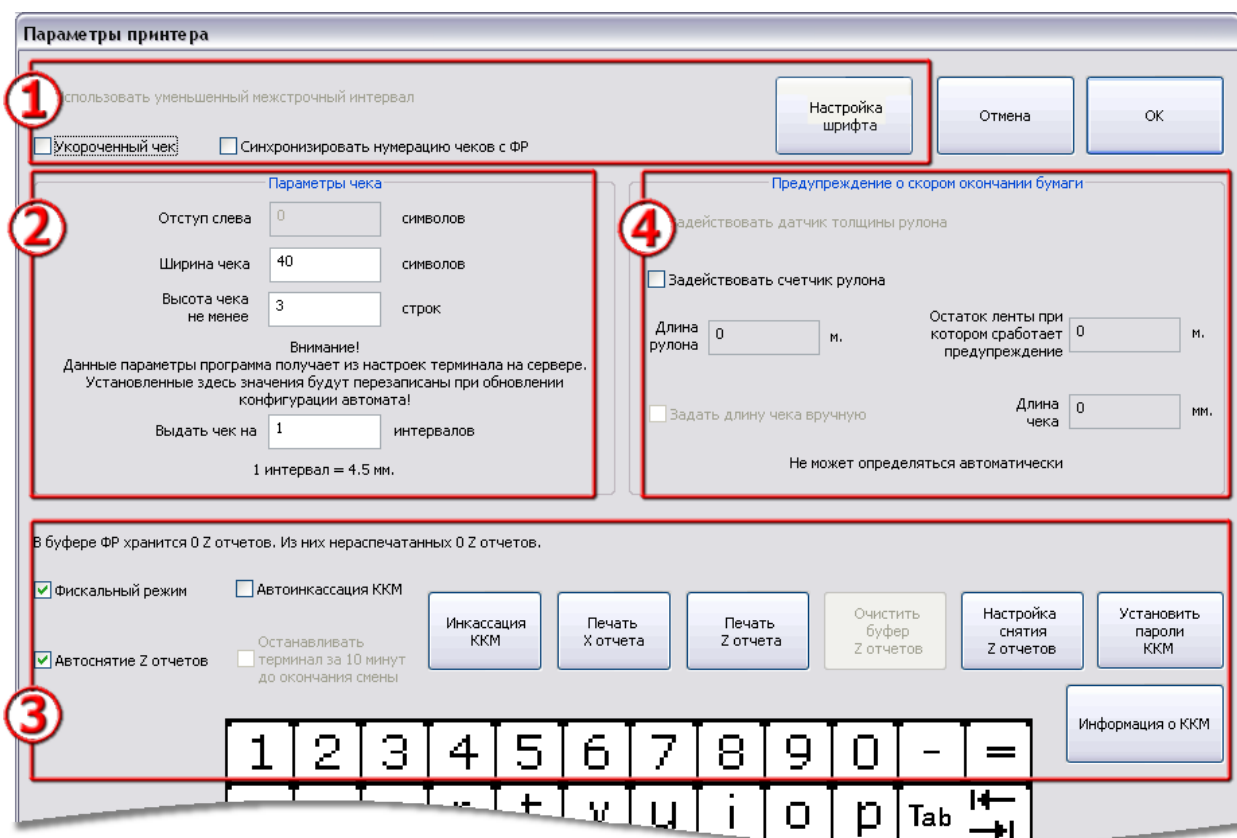 Параметры принтера
1
спользовать уменьшенный межстрочный интервал
Укороченный чек
Синхронизировать нумерацию чеков с ФР
Настройка
шрифта
Отмена
OK
2
Параметры чека
Отступ слева 0 символов
Ширина чека 40 символов
Высота чека
не менее 3 строк
Внимание!
Данные параметры программа получает из настроек терминала на сервере.
Установленные здесь значения будут перезаписаны при обновлении
конфигурации автомата!
Выдать чек на 1 интервалов
1 интервал = 4.5 мм.
4
Предупреждение о скором окончании бумаги
Задействовать датчик толщины рулона
Задействовать счетчик рулона
Длина
рулона 0 м.
Остаток ленты при
котором сработает
предупреждение 0 м.
Задать длину чека вручную
Длина
чека 0 мм.
Не может определяться автоматически
3
В буфере ФР хранится 0 Z отчетов. Из них нераспечатанных 0 Z отчетов.
Фискальный режим
Автоинкассация ККМ
Автоснятие Z отчетов
Останавливать
терминал за 10 минут
до окончания смены
Инкассация
ККМ
Печать
X отчета
Печать
Z отчета
Очистить
буфер
Z отчетов
Настройка
снятия
Z отчетов
Установить
пароли
ККМ
Информация о ККМ
1 2 3 4 5 6 7 8 9 0 - =
r t y u i o p Tab